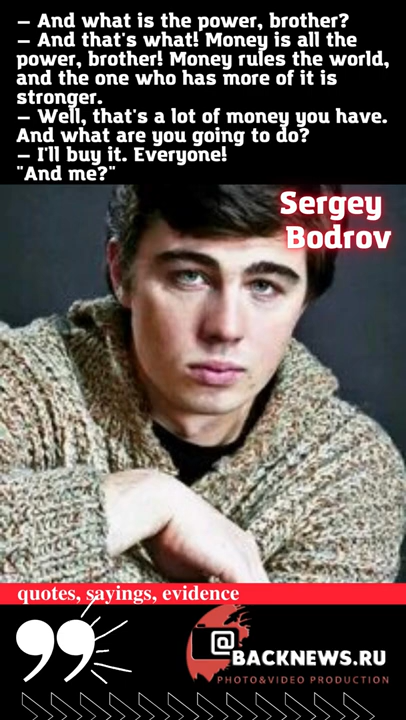 — And what is the power, brother?
— And that's what! Money is all the
power, brother! Money rules the world,
and the one who has more of it is
stronger.
— Well, that's a lot of money you have.
And what are you going to do?
— I'll buy it. Everyone!
"And me?"
Sergey
Bodrov
quotes, sayings, evidence
99
@BACKNEWS.RU
PHOTO&VIDEO PRODUCTION